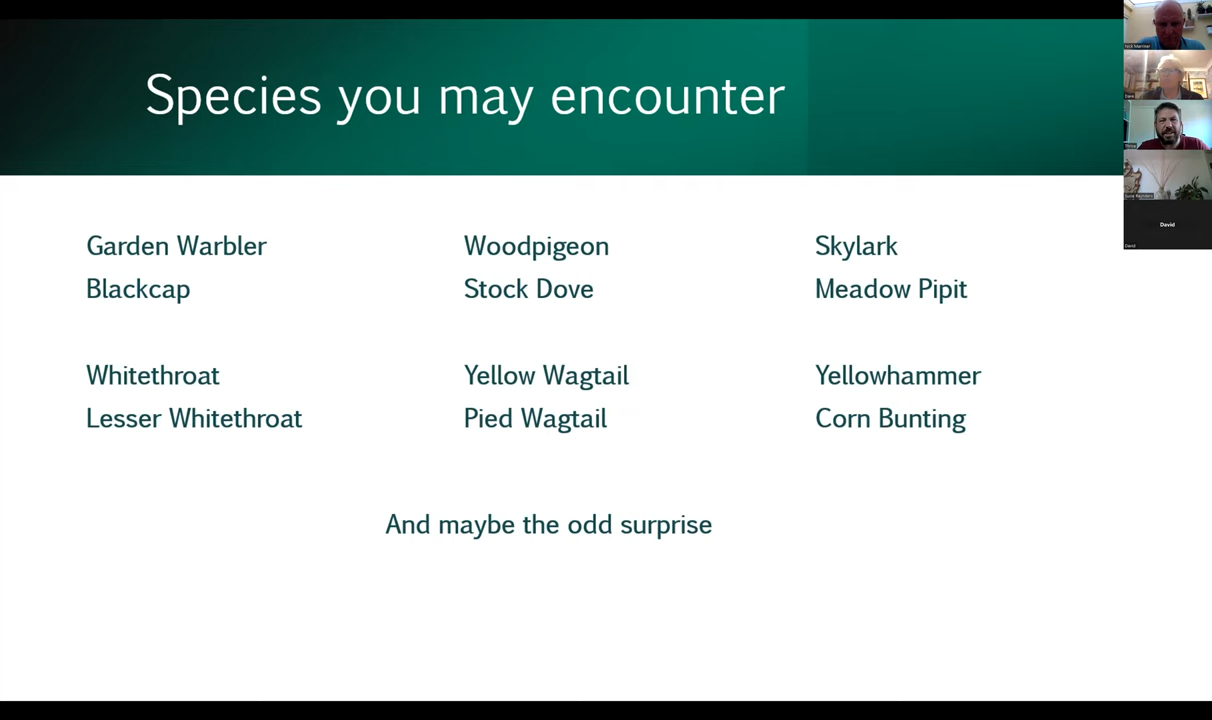 Species you may encounter
Garden Warbler
Blackcap
Whitethroat
Lesser Whitethroat
Woodpigeon
Stock Dove
Yellow Wagtail
Pied Wagtail
Skylark
Meadow Pipit
Yellowhammer
Corn Bunting
And maybe the odd surprise
David
David